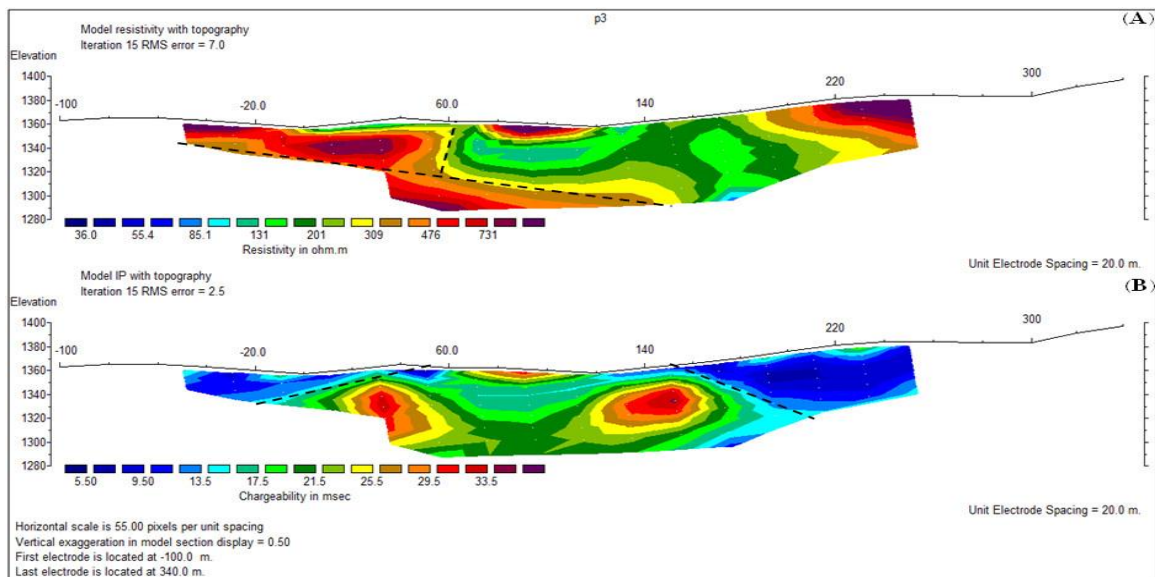 p3
(A)
Model resistivity with topography
Iteration 15 RMS error = 7.0
Elevation
1400
1380
1360
1340
1320
1300
1280
-100
-20.0
60.0
140
220
300
36.0 55.4 85.1 131 201 309 476 731
Resistivity in ohm.m
Unit Electrode Spacing = 20.0 m.
Model IP with topography
Iteration 15 RMS error = 2.5
(B)
Elevation
1400
1380
1360
1340
1320
1300
1280
-100
-20.0
60.0
140
220
300
5.50 9.50 13.5 17.5 21.5 25.5 29.5 33.5
Chargeability in msec
Unit Electrode Spacing = 20.0 m.
Horizontal scale is 55.00 pixels per unit spacing
Vertical exaggeration in model section display = 0.50
First electrode is located at -100.0 m.
Last electrode is located at 340.0 m.